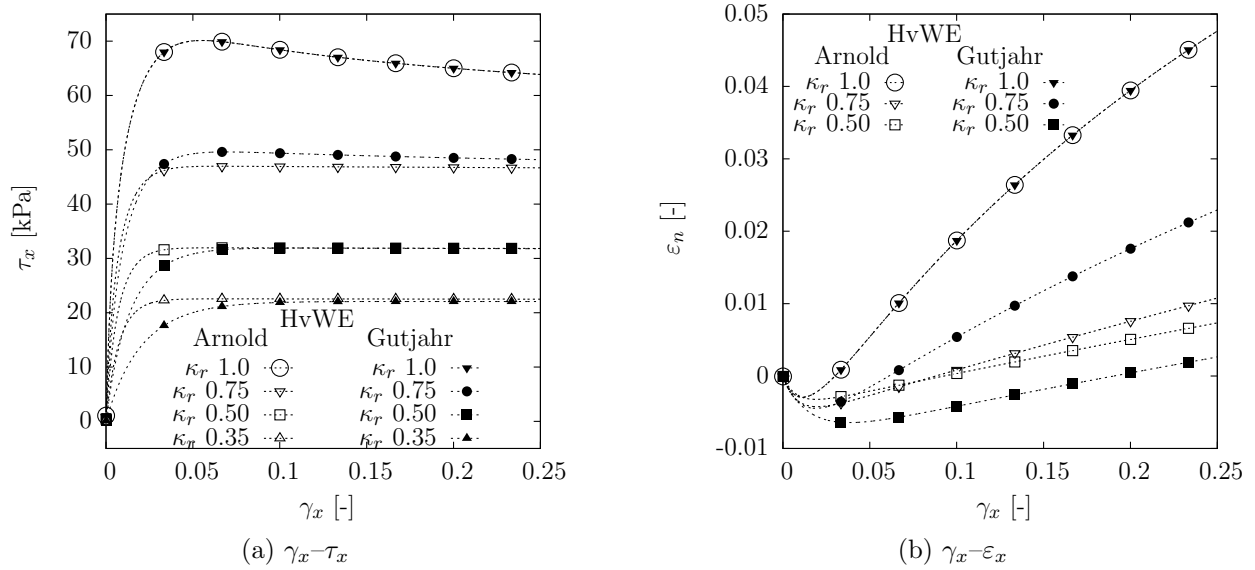 70
60
50
40
30
20
10
0
τx [kPa]
HvWE
Arnold Gutjahr
κr 1.0 κr 1.0
κr 0.75 κr 0.75
κr 0.50 κr 0.50
κr 0.35 κr 0.35
0 0.05 0.1 0.15 0.2 0.25
γx [-]
(a) γx–τx
0.05
0.04
0.03
0.02
0.01
0
-0.01
εn [-]
HvWE
Arnold Gutjahr
κr 1.0 κr 1.0
κr 0.75 κr 0.75
κr 0.50 κr 0.50
0 0.05 0.1 0.15 0.2 0.25
γx [-]
(b) γx–εx